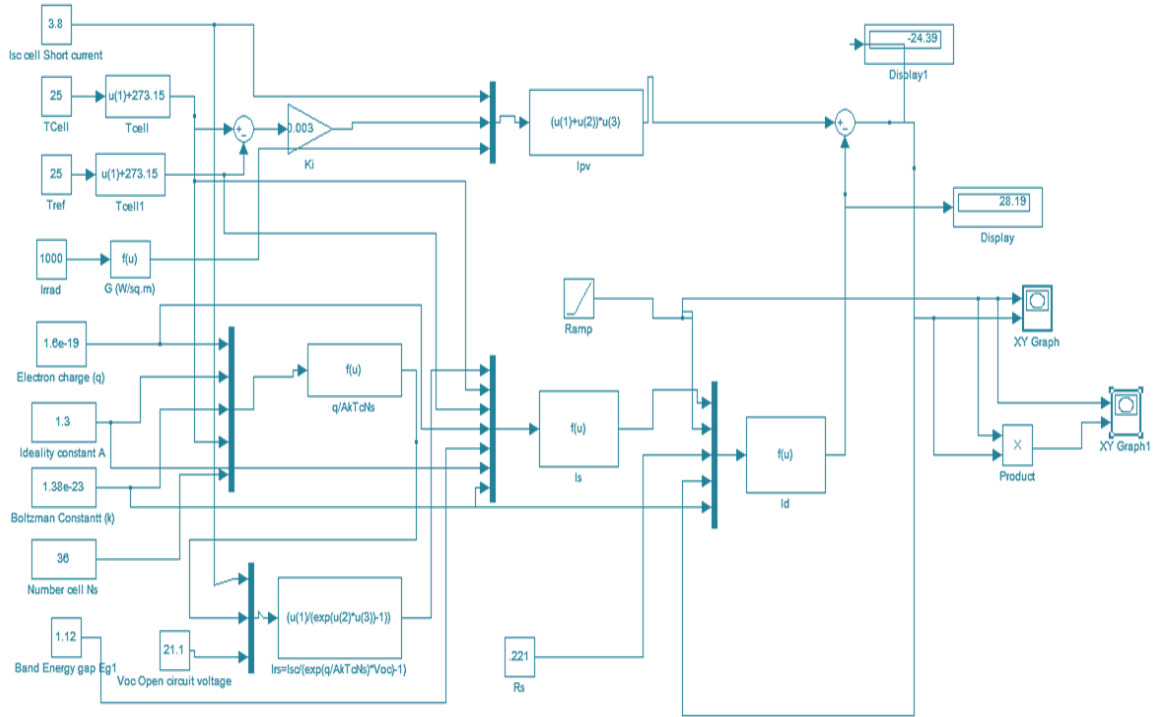 3.8
Isc cell Short current
-24.39
Display1
25
TCell
u(1)+273.15
Tcell
0.003
Ki
(u(1)+u(2))*u(3)
Ipv
25
Tref
u(1)+273.15
Tcell1
28.19
Display
1000
Irrad
f(u)
G (W/sq.m)
Ramp
XY Graph
1.6e-19
Electron charge (q)
f(u)
q/AkTcNs
1.3
Ideality constant A
f(u)
Is
f(u)
Id
×
Product
XY Graph1
1.38e-23
Boltzman Constantt (k)
36
Number cell Ns
(u(1)/(exp(u(2)*u(3))-1))
Irs=Isc/(exp(q/AkTcNs)*Voc)-1)
1.12
Band Energy gap Eg1
21.1
Voc Open circuit voltage
.221
Rs